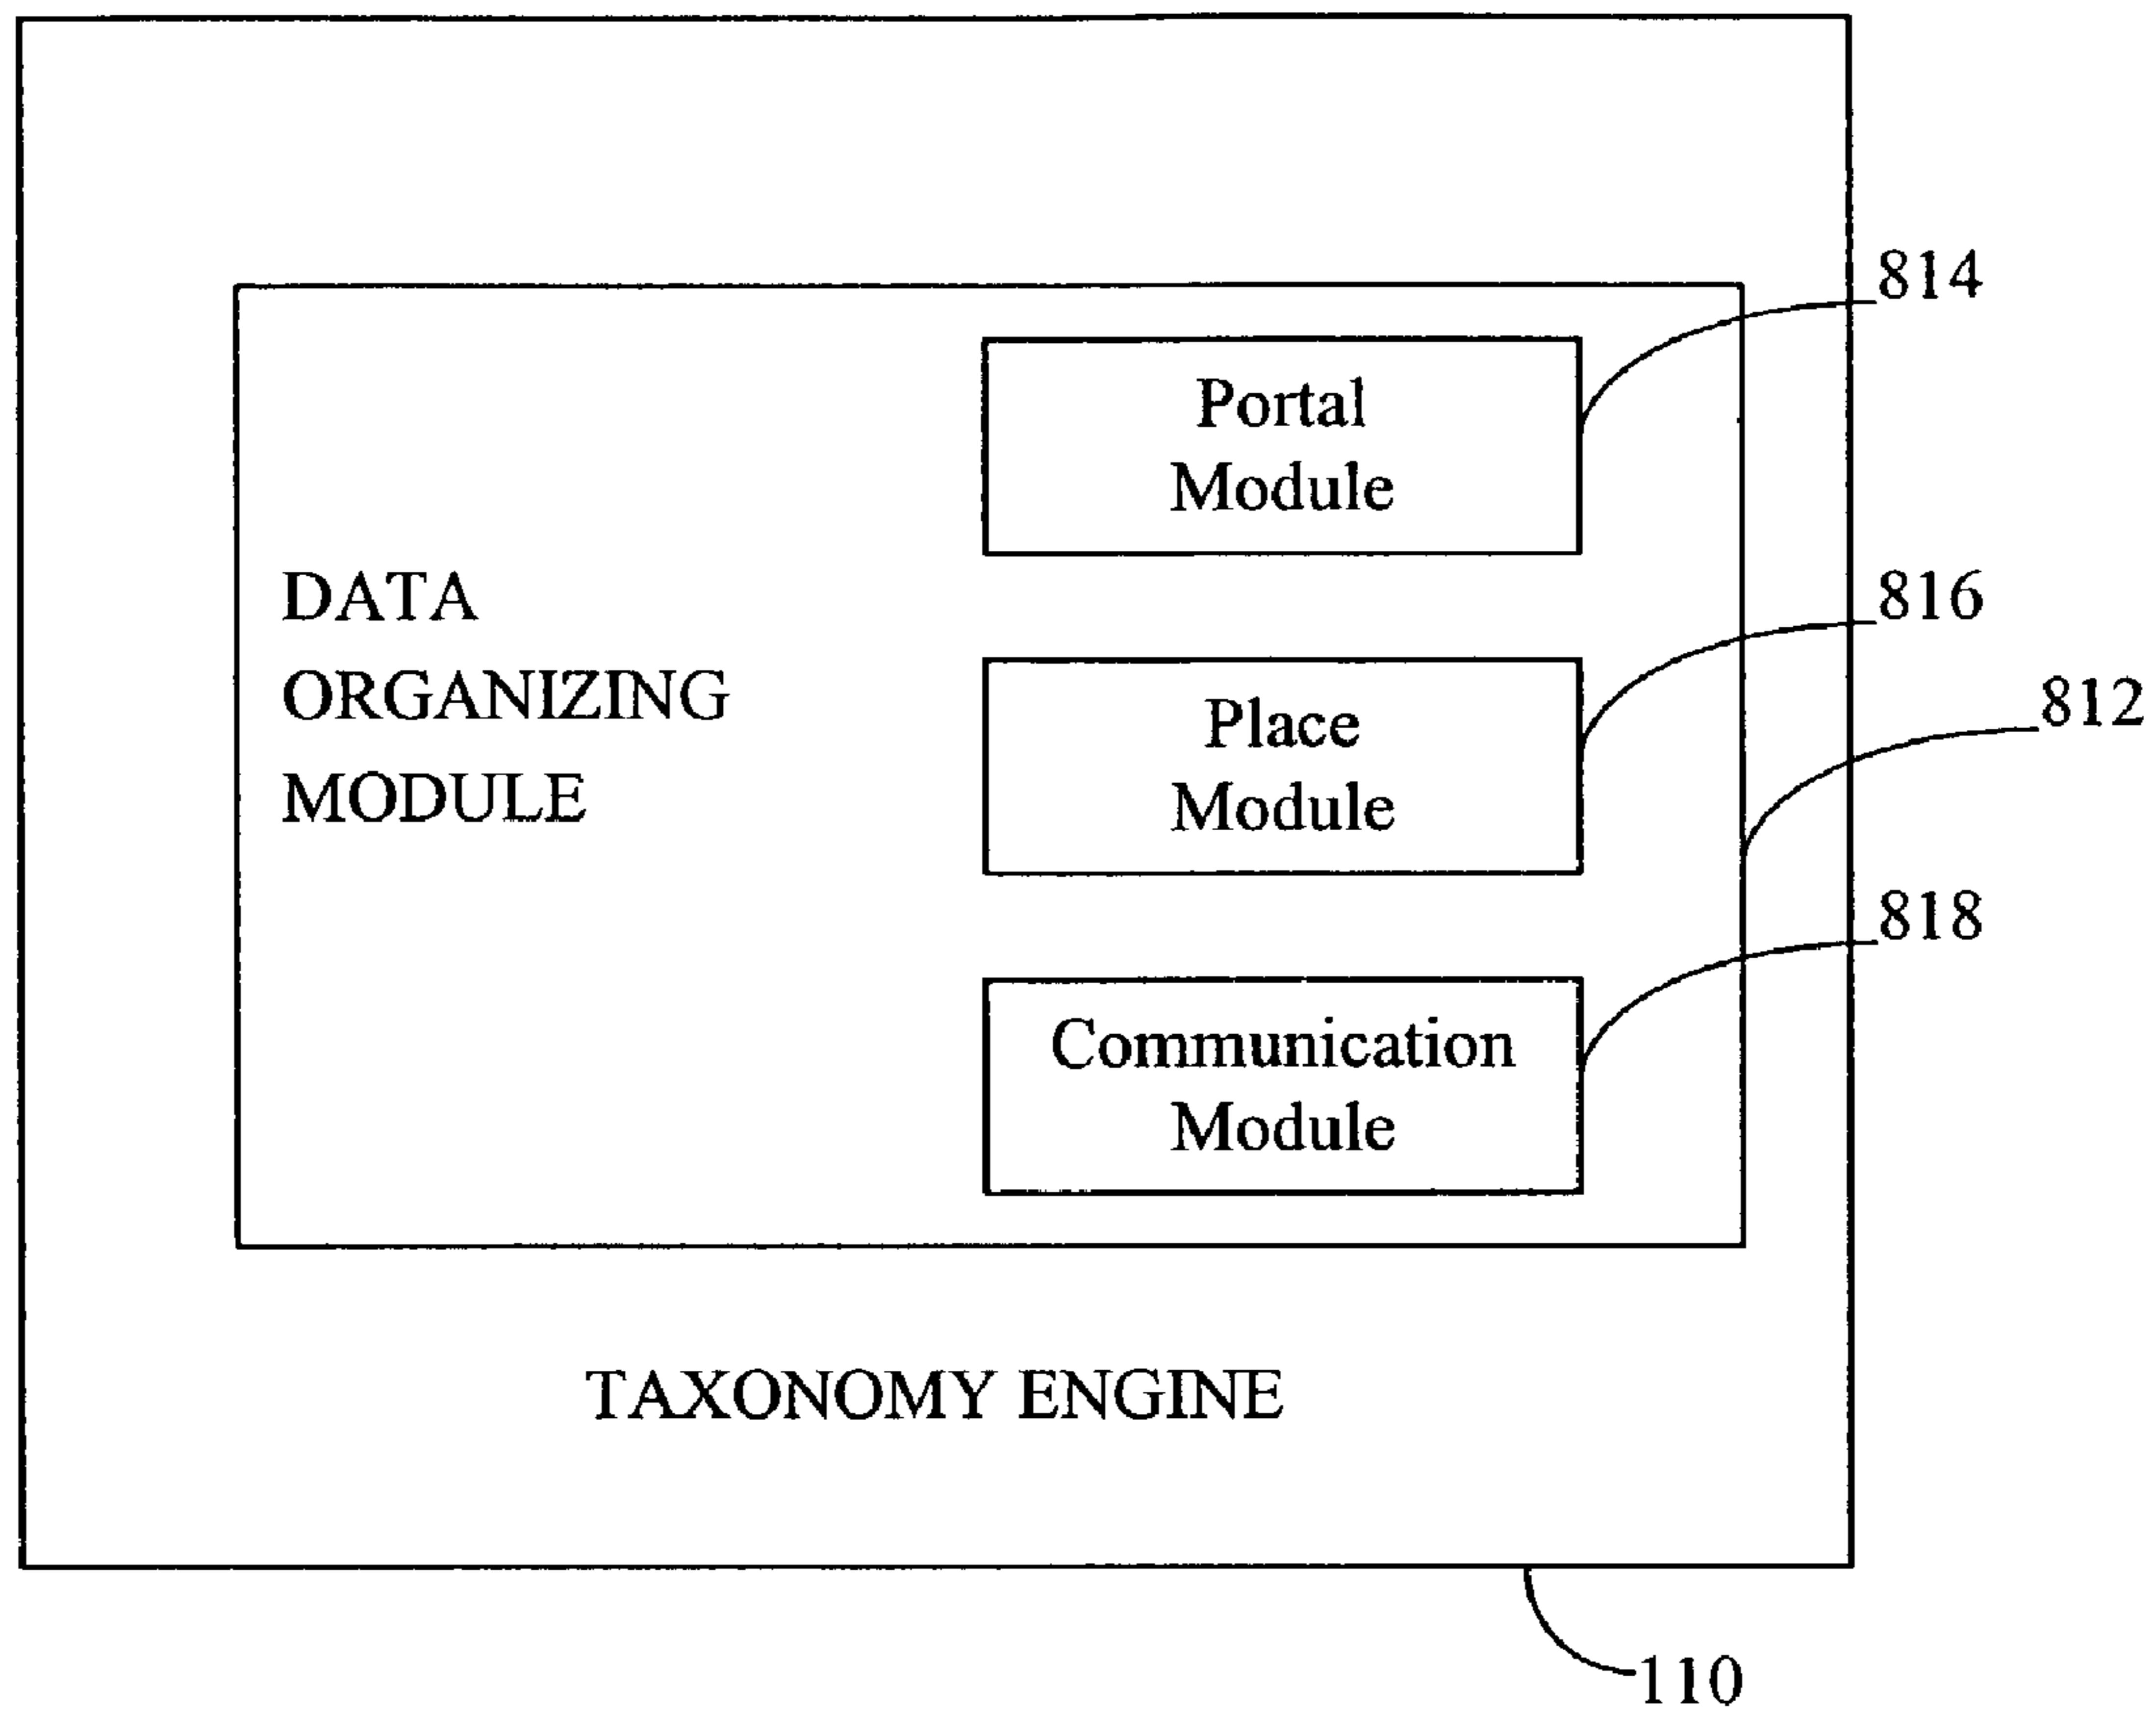 814
Portal
Module
DATA
ORGANIZING
MODULE
816
Place
Module
812
818
Communication
Module
TAXONOMY ENGINE
110